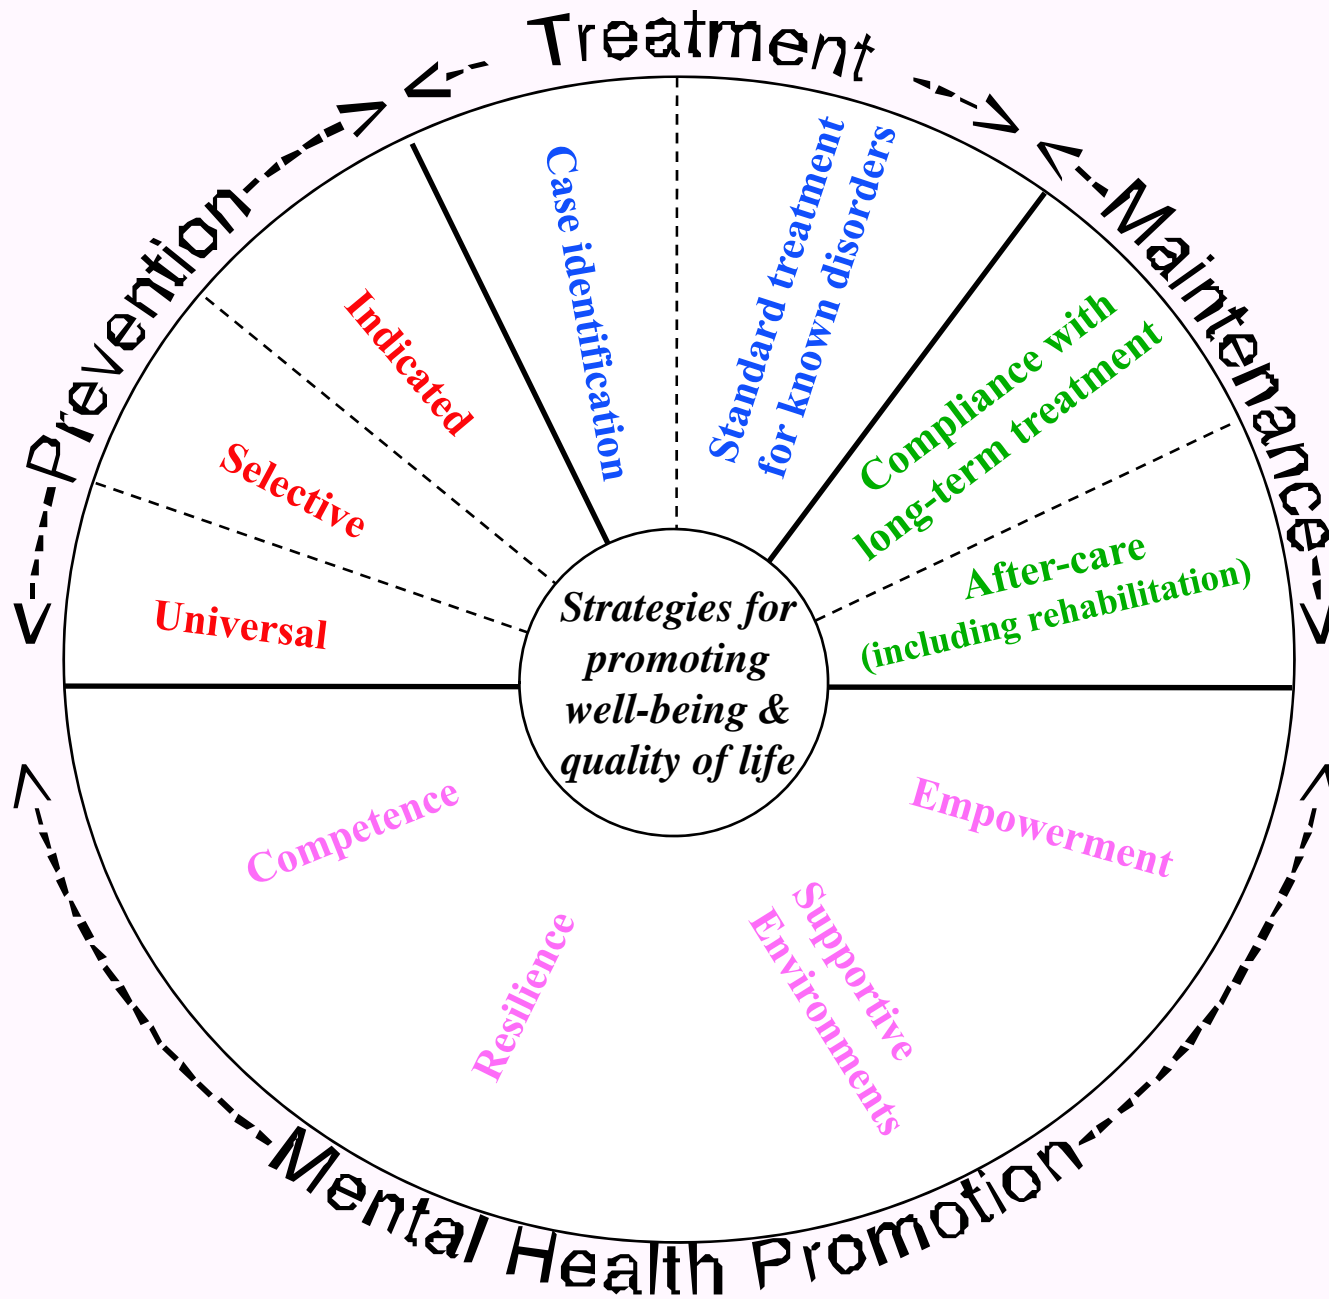 Treatment
Prevention
Maintenance
Case identification
Standard treatment
for known disorders
Indicated
Selective
Universal
Compliance with
long-term treatment
After-care
(including rehabilitation)
Strategies for
promoting
well-being &
quality of life
Competence
Resilience
Supportive
Environments
Empowerment
Mental Health Promotion